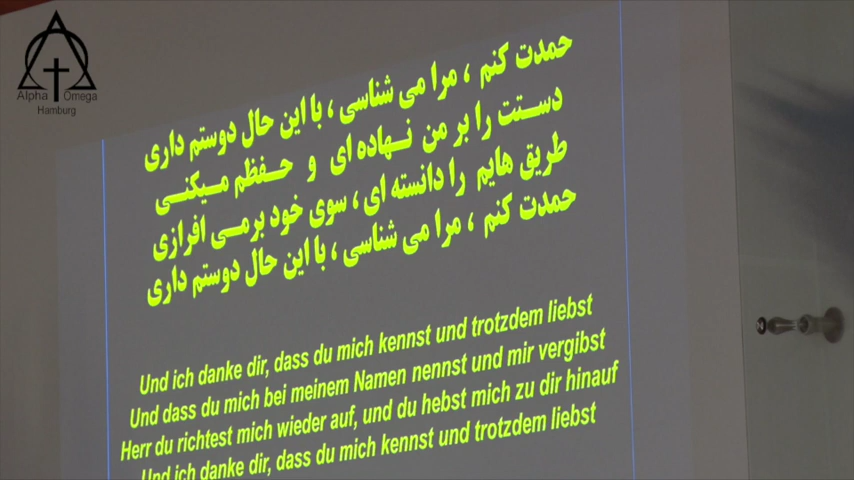 Alpha Omega
Hamburg
حمدت کنم ، مرا می شناسی ، با این حال دوستم داری
دستت را بر من نهاده ای و حفظم میکنی
طریق هایم را دانسته ای ، سوی خود برمی افرازی
حمدت کنم ، مرا می شناسی ، با این حال دوستم داری
Und ich danke dir, dass du mich kennst und trotzdem liebst
Und dass du mich bei meinem Namen nennst und mir vergibst
Herr du richtest mich wieder auf, und du hebst mich zu dir hinauf
Und ich danke dir, dass du mich kennst und trotzdem liebst